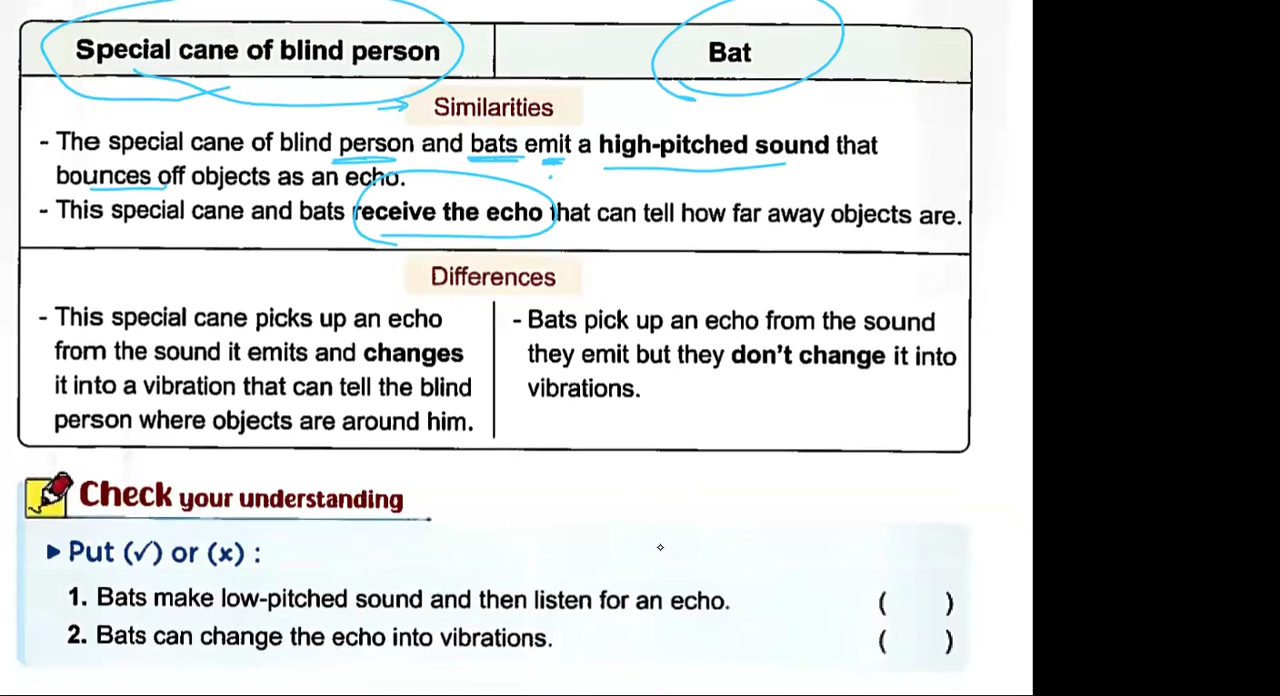 Special cane of blind person
Bat
Similarities
- The special cane of blind person and bats emit a high-pitched sound that
bounces off objects as an echo.
- This special cane and bats receive the echo that can tell how far away objects are.
Differences
- This special cane picks up an echo
from the sound it emits and changes
it into a vibration that can tell the blind
person where objects are around him.
- Bats pick up an echo from the sound
they emit but they don't change it into
vibrations.
Check your understanding
▶ Put (✓) or (x) :
1. Bats make low-pitched sound and then listen for an echo. ( )
2. Bats can change the echo into vibrations. ( )